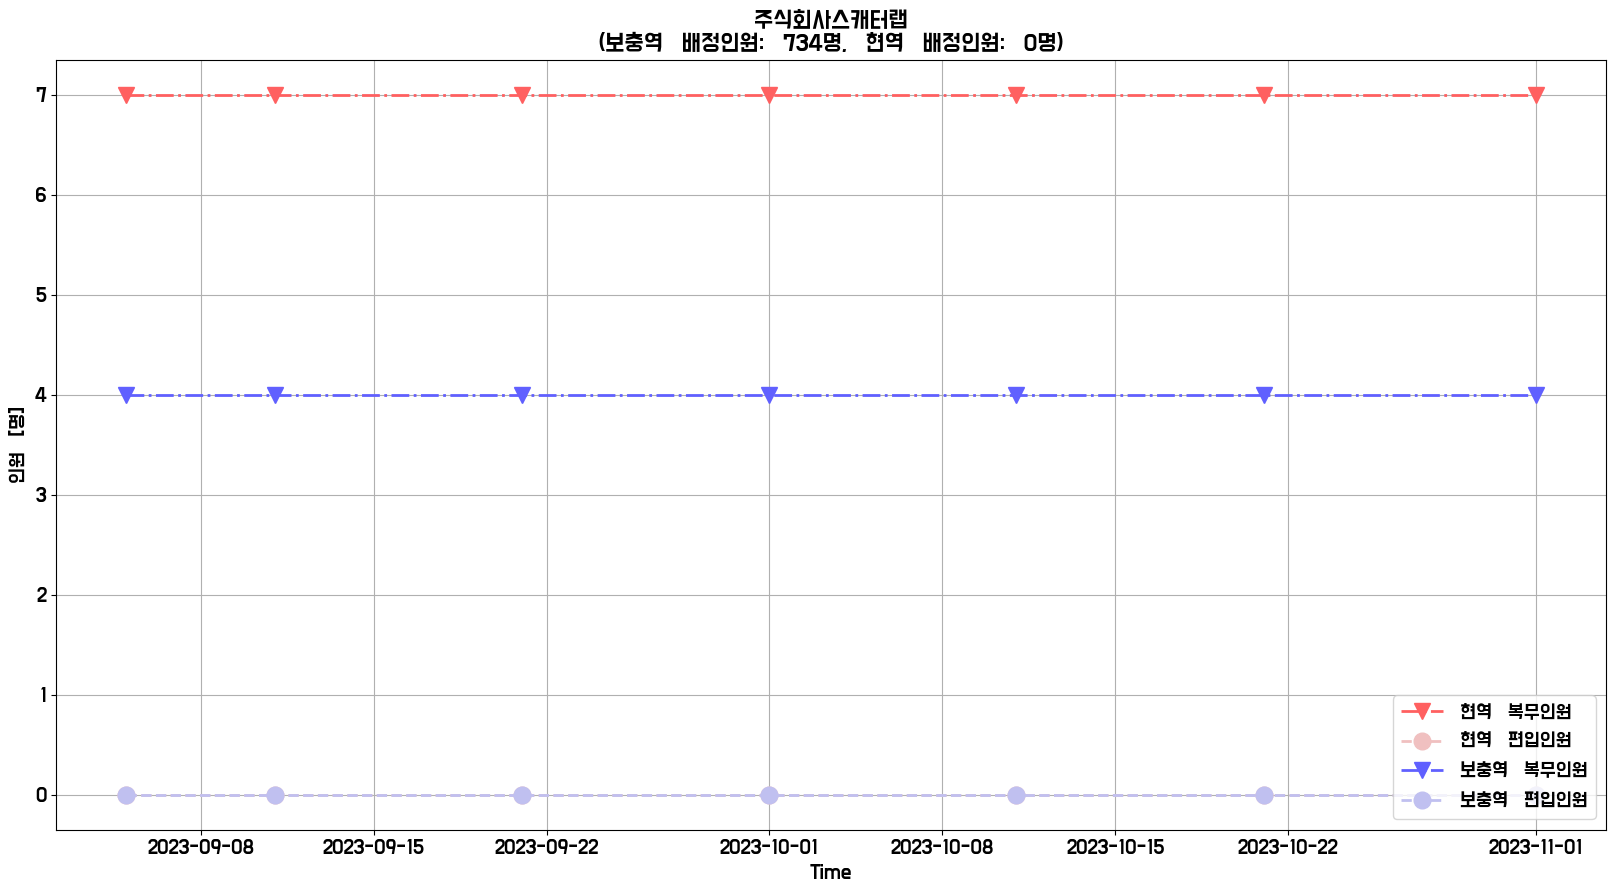 주식회사스캐터랩
(보충역 배정인원: 734명, 현역 배정인원: 0명)
인원 [명]
7
6
5
4
3
2
1
0
현역 복무인원
현역 편입인원
보충역 복무인원
보충역 편입인원
2023-09-08 2023-09-15 2023-09-22 2023-10-01 2023-10-08 2023-10-15 2023-10-22 2023-11-01
Time